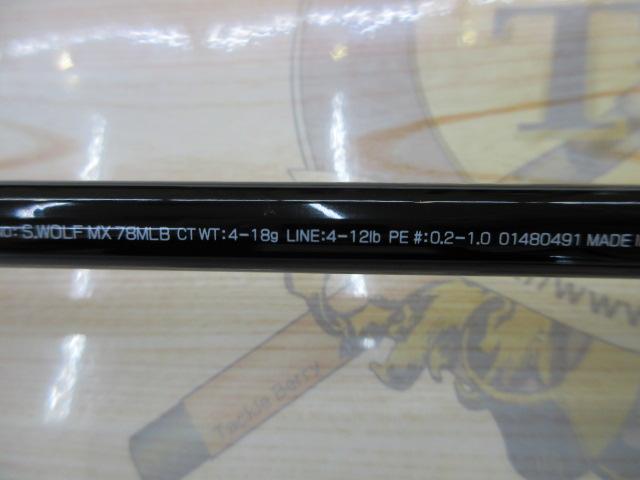 NO: S.WOLF MX 78MLB CT WT:4-18g LINE:4-12lb PE #:0.2-1.0 01480491 MADE I
Tackle Berry